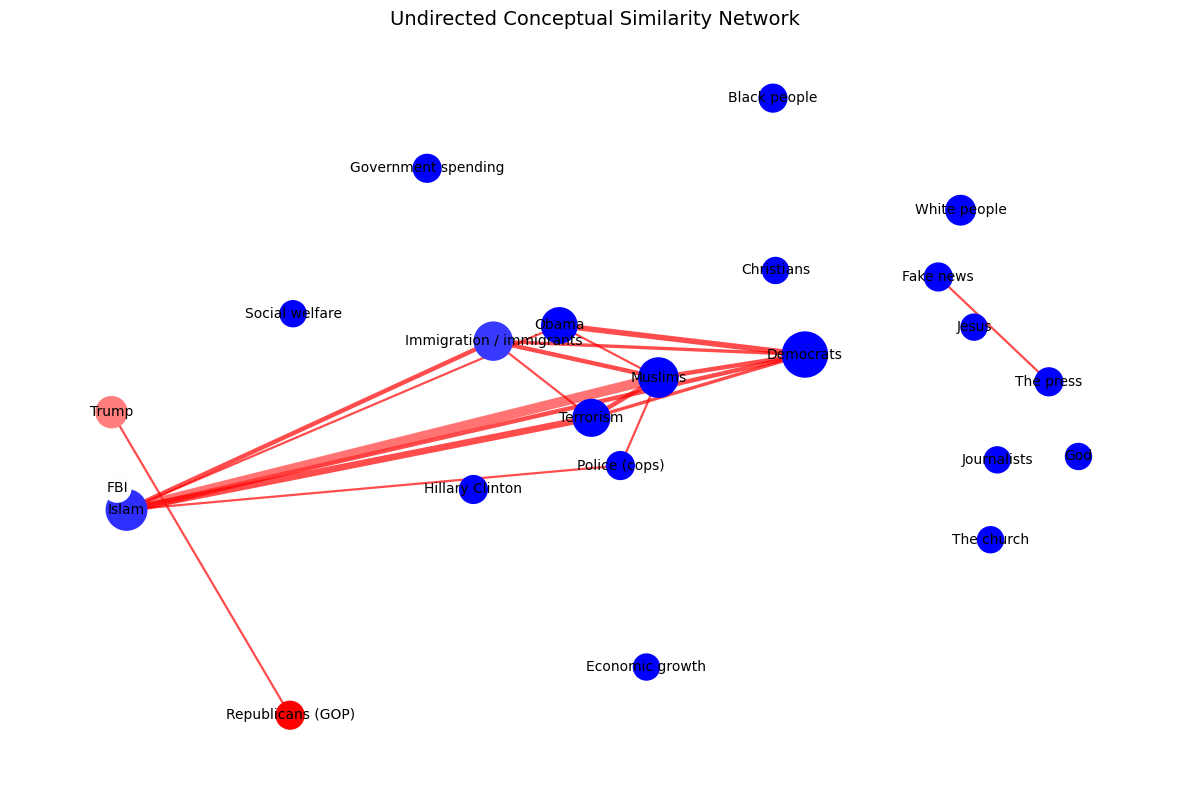 Undirected Conceptual Similarity Network
Black people
Government spending
White people
Christians
Fake news
Social welfare
Obama
Jesus
Immigration / immigrants
Democrats
Muslims
The press
Trump
Terrorism
God
Journalists
Police (cops)
FBI
Hillary Clinton
Islam
The church
Economic growth
Republicans (GOP)